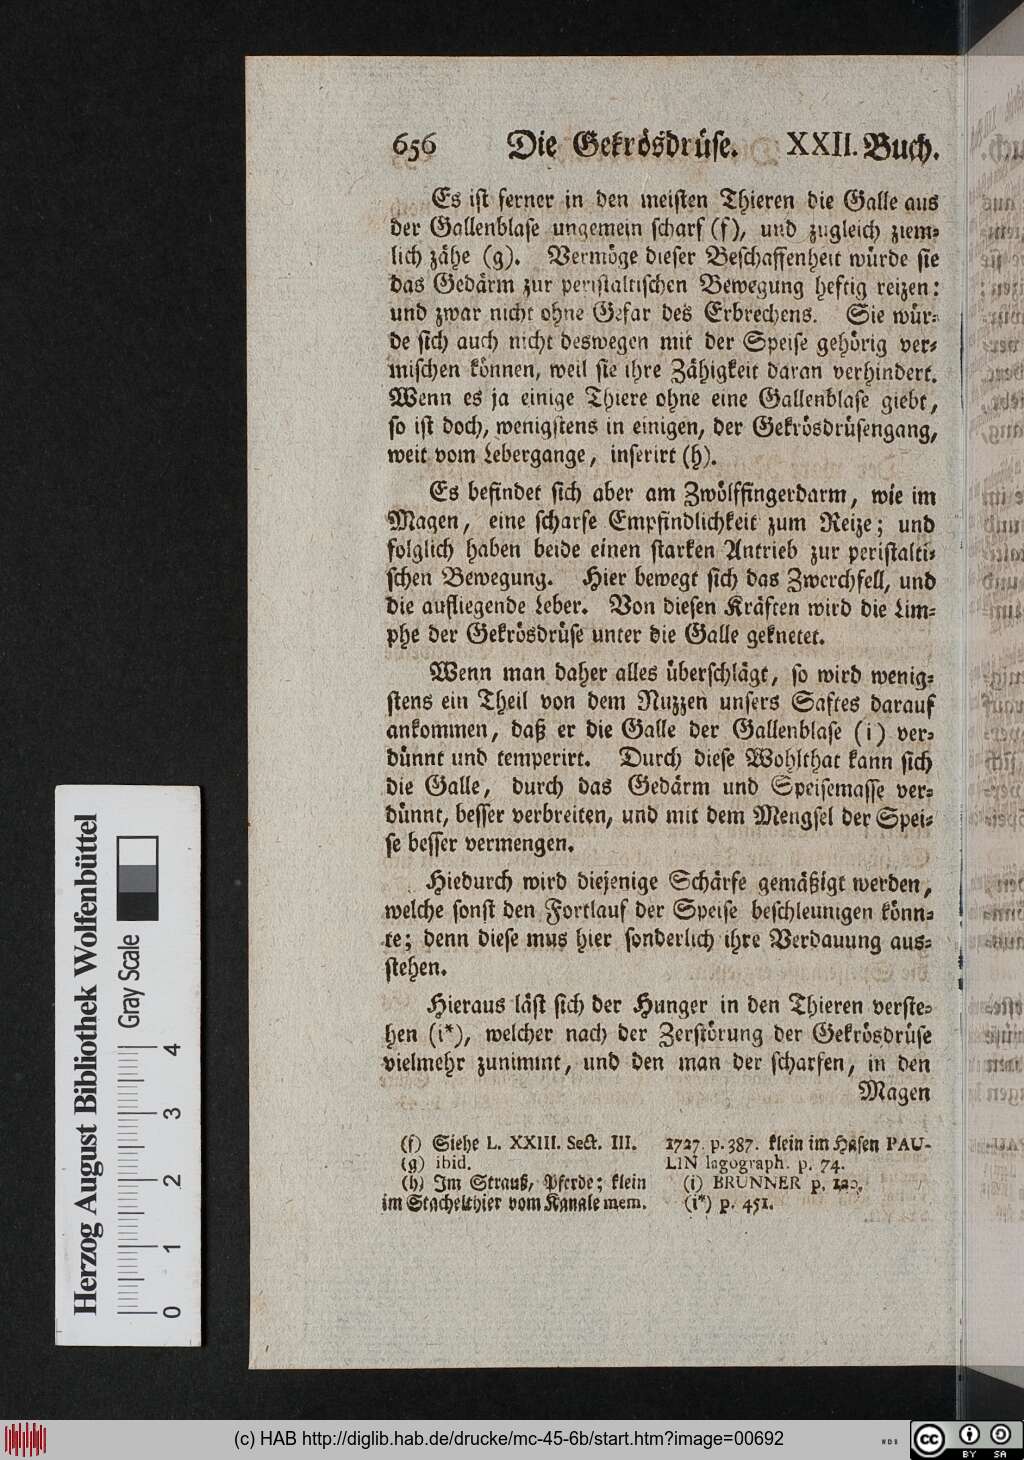 656 Die Gekrösdrüse. XXII. Buch.
Es ist ferner in den meisten Thieren die Galle aus
der Gallenblase ungemein scharf (f), und zugleich ziem-
lich zähe (g). Vermöge dieser Beschaffenheit würde sie
das Gedärm zur peristaltischen Bewegung heftig reizen:
und zwar nicht ohne Gefar des Erbrechens. Sie wür-
de sich auch nicht deswegen mit der Speise gehörig ver-
mischen können, weil sie ihre Zähigkeit daran verhindert.
Wenn es ja einige Thiere ohne eine Gallenblase giebt,
so ist doch, wenigstens in einigen, der Gekrösdrüsengang,
weit vom Lebergange, inserirt (h).
Es befindet sich aber am Zwölffingerdarm, wie im
Magen, eine scharfe Empfindlichkeit zum Reize; und
folglich haben beide einen starken Antrieb zur peristalti-
schen Bewegung. Hier bewegt sich das Zwerchfell, und
die aufliegende Leber. Von diesen Kräften wird die Lim-
phe der Gekrösdrüse unter die Galle geknetet.
Wenn man daher alles überschlägt, so wird wenig-
stens ein Theil von dem Nuzzen unsers Saftes darauf
ankommen, daß er die Galle der Gallenblase (i) ver-
dünnt und temperirt. Durch diese Wohlthat kann sich
die Galle, durch das Gedärm und Speisemasse ver-
dünnt, besser verbreiten, und mit dem Mengsel der Spei-
se besser vermengen.
Hiedurch wird diejenige Schärfe gemäßigt werden,
welche sonst den Fortlauf der Speise beschleunigen könn-
te; denn diese mus hier sonderlich ihre Verdauung aus-
stehen.
Hieraus läst sich der Hunger in den Thieren verste-
hen (i*), welcher nach der Zerstörung der Gekrösdrüse
vielmehr zunimmt, und den man der scharfen, in den
Magen
(f) Siehe L. XXIII. Sect. III.
(g) ibid.
(h) Im Strauß, Pferde; klein
im Stachelthier vom Kanale mem.
1727. p. 387. klein im Hasen PAU-
LIN lagograph. p. 74.
(i) BRUNNER p.
(i*) p. 451.
Herzog August Bibliothek Wolfenbüttel
Gray Scale
0 1 2 3 4
(c) HAB http://diglib.hab.de/drucke/mc-45-6b/start.htm?image=00692
WDB
cc BY SA